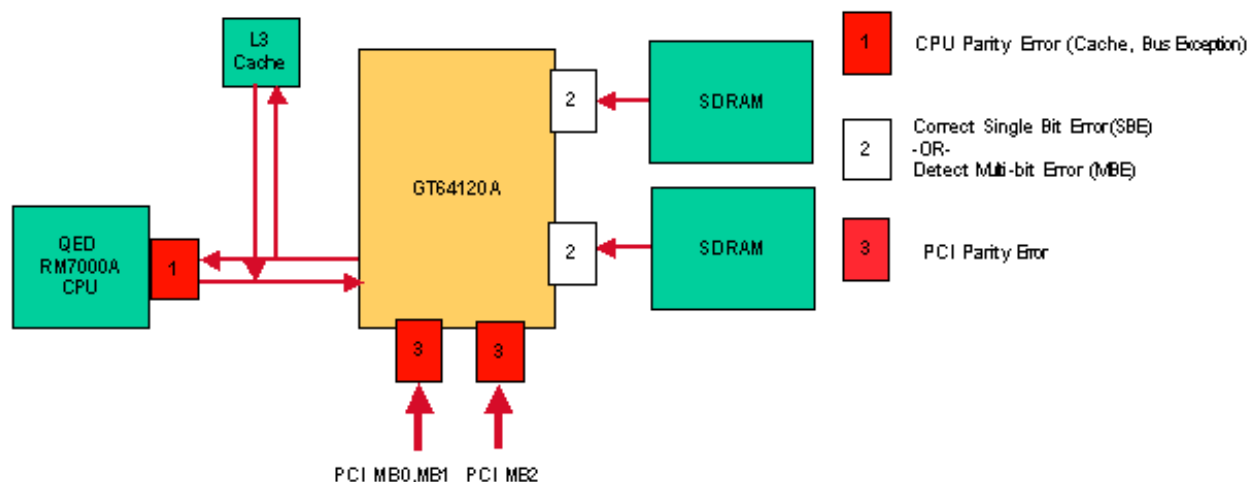 L3
Cache
1
CPU Parity Error (Cache, Bus Exception)
2
SDRAM
2
Correct Single Bit Error(SBE)
-OR-
Detect Multi-bit Error (MBE)
GT64120A
QED
RM7000A
CPU
1
2
SDRAM
3
PCI Parity Error
3
3
PCI MB0,MB1
PCI MB2